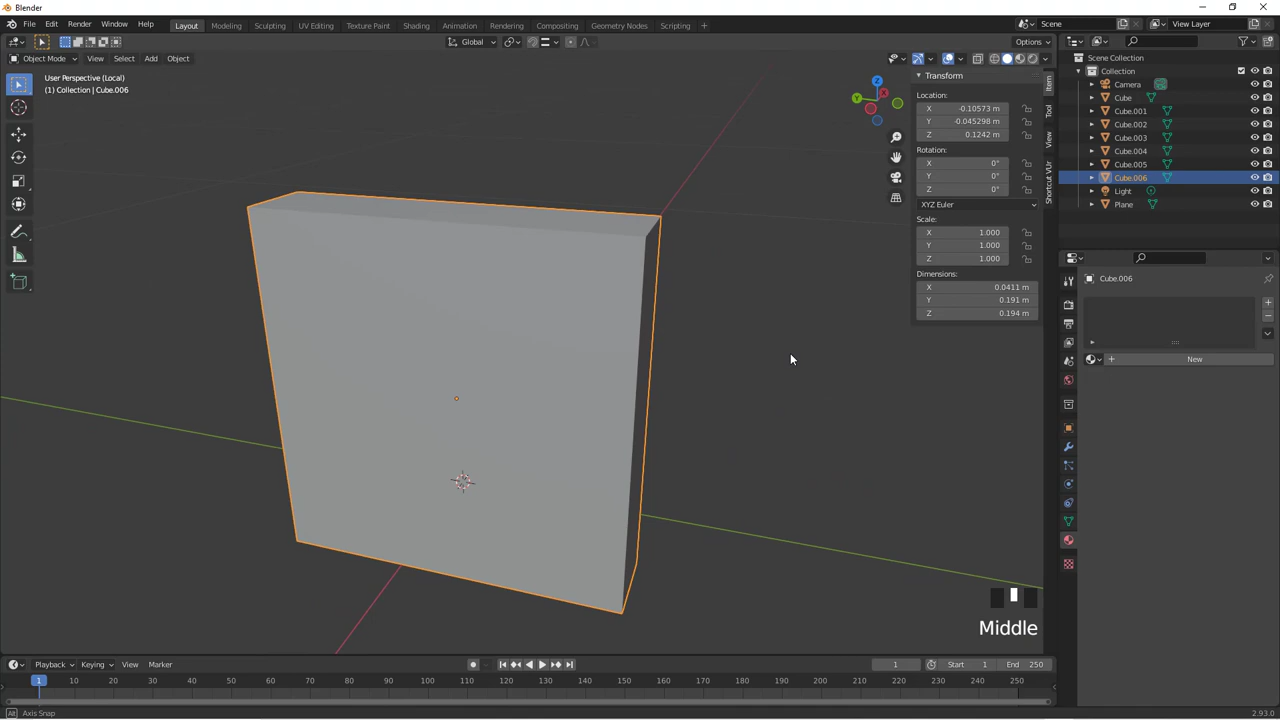 Blender
File Edit Render Window Help Layout Modeling Sculpting UV Editing Texture Paint Shading Animation Rendering Compositing Geometry Nodes Scripting + Scene View Layer
Global Options
Object Mode View Select Add Object
User Perspective (Local)
(1) Collection | Cube.006
Transform
Location:
X -0.10573 m
Y -0.045298 m
Z 0.1242 m
Rotation:
X 0°
Y 0°
Z 0°
XYZ Euler
Scale:
X 1.000
Y 1.000
Z 1.000
Dimensions:
X 0.0411 m
Y 0.191 m
Z 0.194 m
Item
Tool
View
Shortcut VUr
Z
Y
Scene Collection
Collection
Camera
Cube
Cube.001
Cube.002
Cube.003
Cube.004
Cube.005
Cube.006
Light
Plane
Cube.006
New
Middle
Playback Keying View Marker 1 Start 1 End 250
1 10 20 30 40 50 60 70 80 90 100 110 120 130 140 150 160 170 180 190 200 210 220 230 240 250
Axis Snap 2.93.0